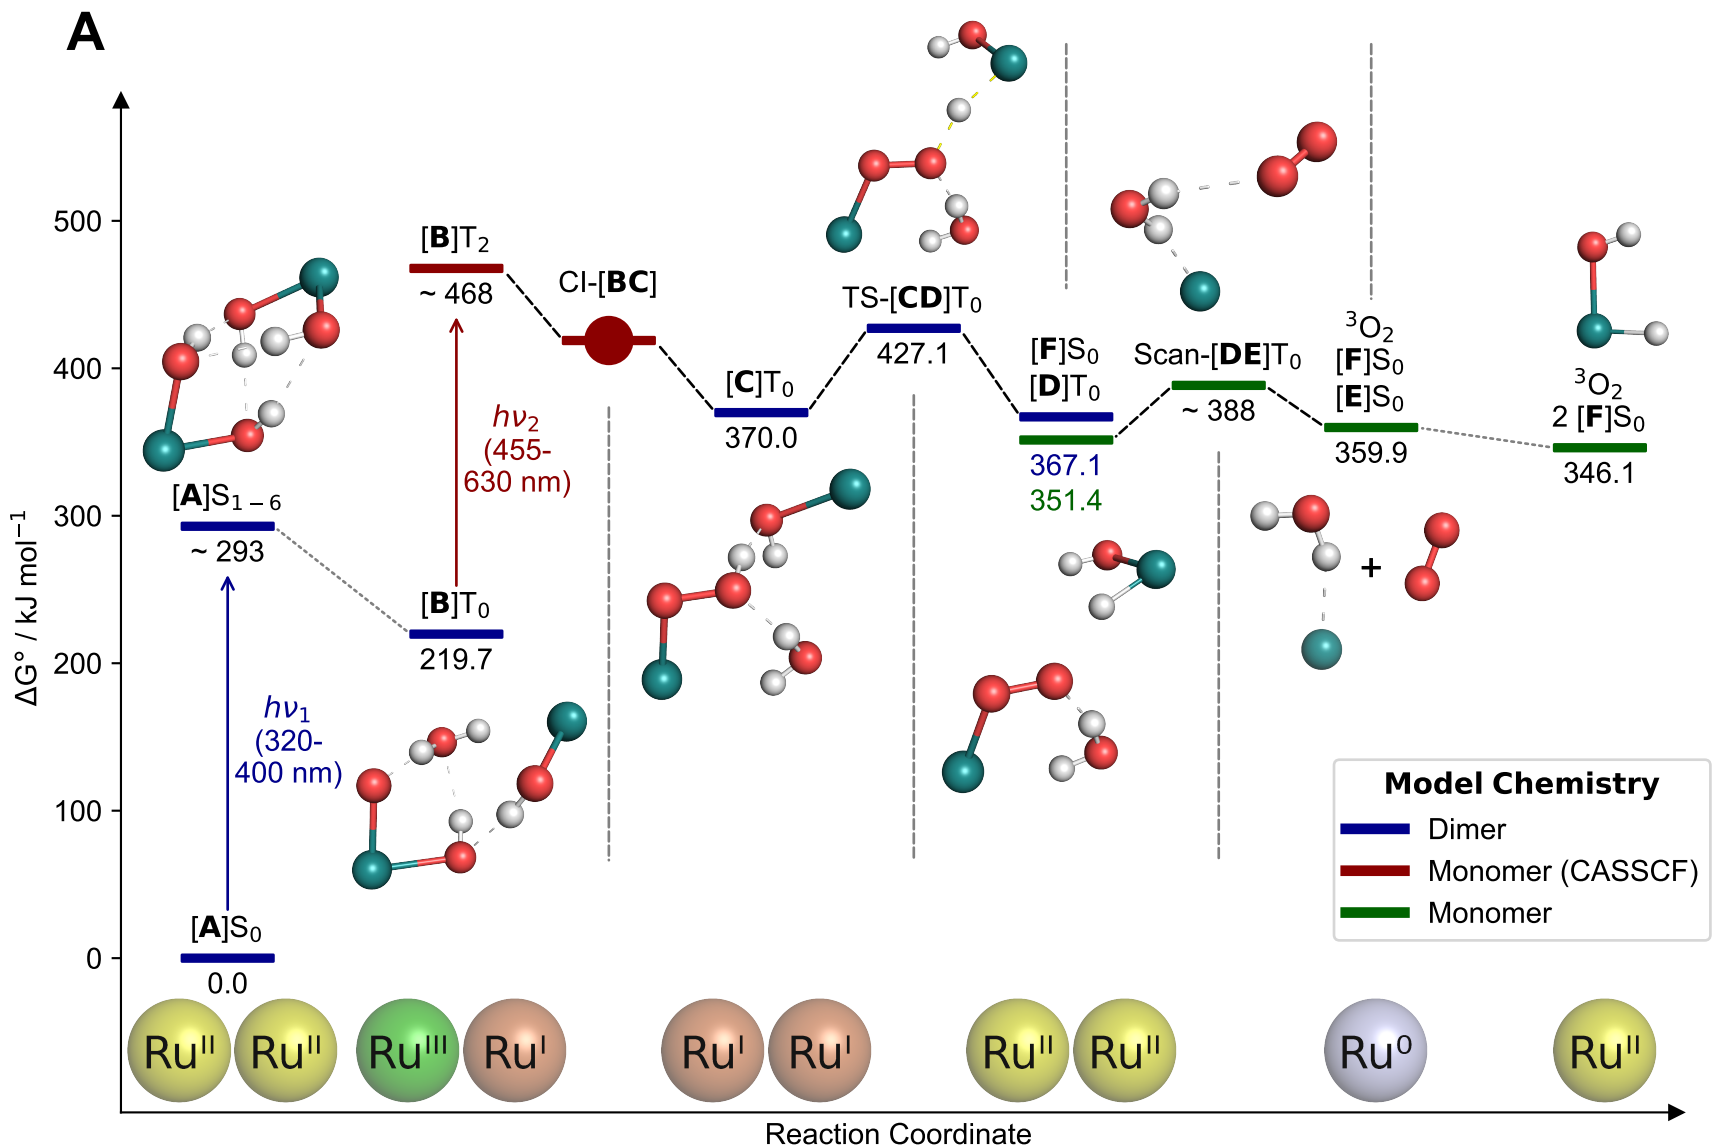 A
ΔG° / kJ mol⁻¹
500
400
300
200
100
0
[A]S₁₋₆
~ 293
hν₁
(320-
400 nm)
[A]S₀
0.0
[B]T₂
~ 468
hν₂
(455-
630 nm)
[B]T₀
219.7
CI-[BC]
[C]T₀
370.0
TS-[CD]T₀
427.1
[F]S₀
[D]T₀
367.1
351.4
Scan-[DE]T₀
~ 388
³O₂
[F]S₀
[E]S₀
359.9
+
³O₂
2 [F]S₀
346.1
Model Chemistry
Dimer
Monomer (CASSCF)
Monomer
Ruᴵᴵ Ruᴵᴵ Ruᴵᴵᴵ Ruᴵ Ruᴵ Ruᴵ Ruᴵᴵ Ruᴵᴵ Ru⁰ Ruᴵᴵ
Reaction Coordinate